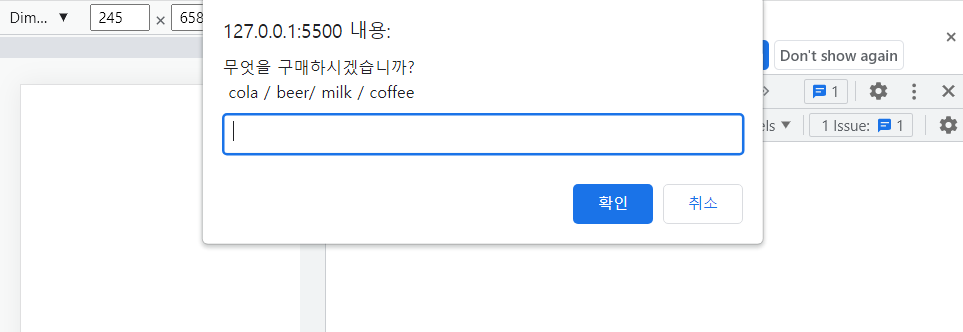 Dim... ▼ 245 × 658
127.0.0.1:5500 내용:
무엇을 구매하시겠습니까?
cola / beer/ milk / coffee
확인 취소
Don't show again
1
1 Issue: 1